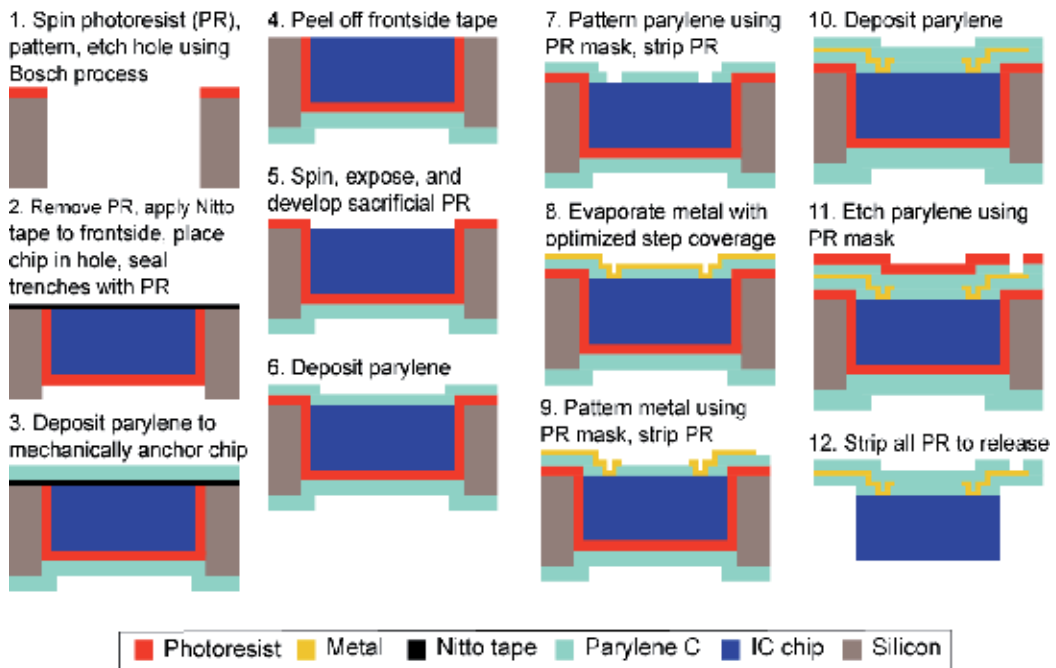 1. Spin photoresist (PR),
pattern, etch hole using
Bosch process
2. Remove PR, apply Nitto
tape to frontside, place
chip in hole, seal
trenches with PR
3. Deposit parylene to
mechanically anchor chip
4. Peel off frontside tape
5. Spin, expose, and
develop sacrificial PR
6. Deposit parylene
7. Pattern parylene using
PR mask, strip PR
8. Evaporate metal with
optimized step coverage
9. Pattern metal using
PR mask, strip PR
10. Deposit parylene
11. Etch parylene using
PR mask
12. Strip all PR to release
Photoresist Metal Nitto tape Parylene C IC chip Silicon